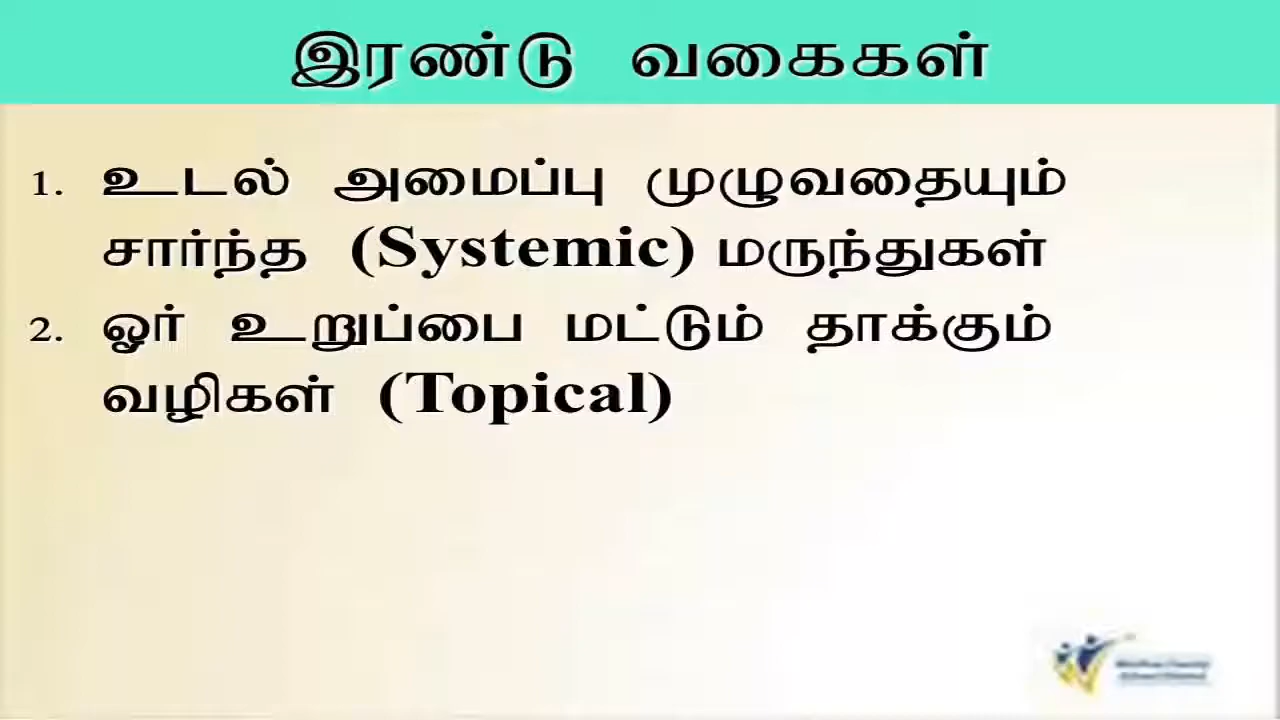 இரண்டு வகைகள்
1. உடல் அமைப்பு முழுவதையும்
சார்ந்த (Systemic) மருந்துகள்
2. ஓர் உறுப்பை மட்டும் தாக்கும்
வழிகள் (Topical)